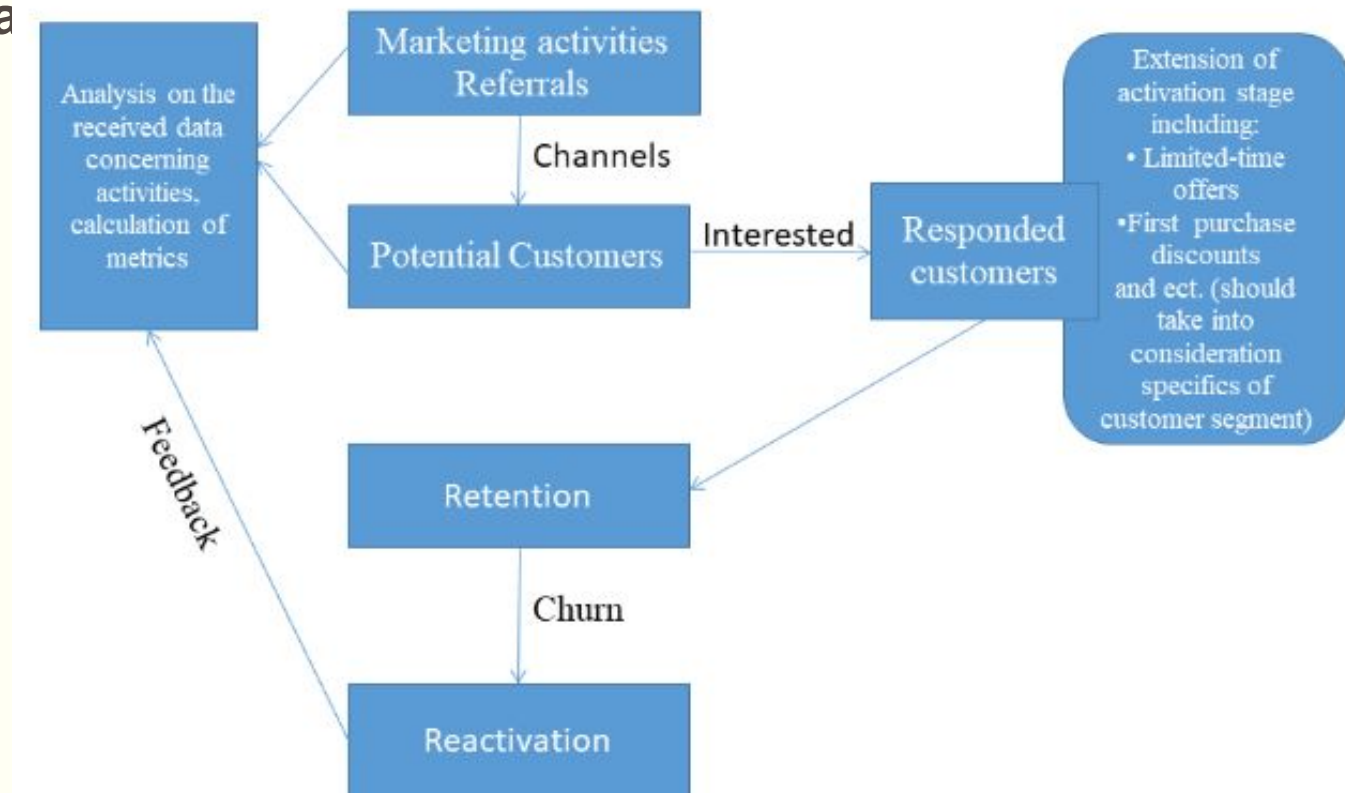 a
Marketing activities
Referrals
Analysis on the
received data
concerning
activities,
calculation of
metrics
Channels
Potential Customers
Interested
Responded
customers
Extension of
activation stage
including:
• Limited-time
offers
•First purchase
discounts
and ect. (should
take into
consideration
specifics of
customer segment)
Retention
Feedback
Churn
Reactivation